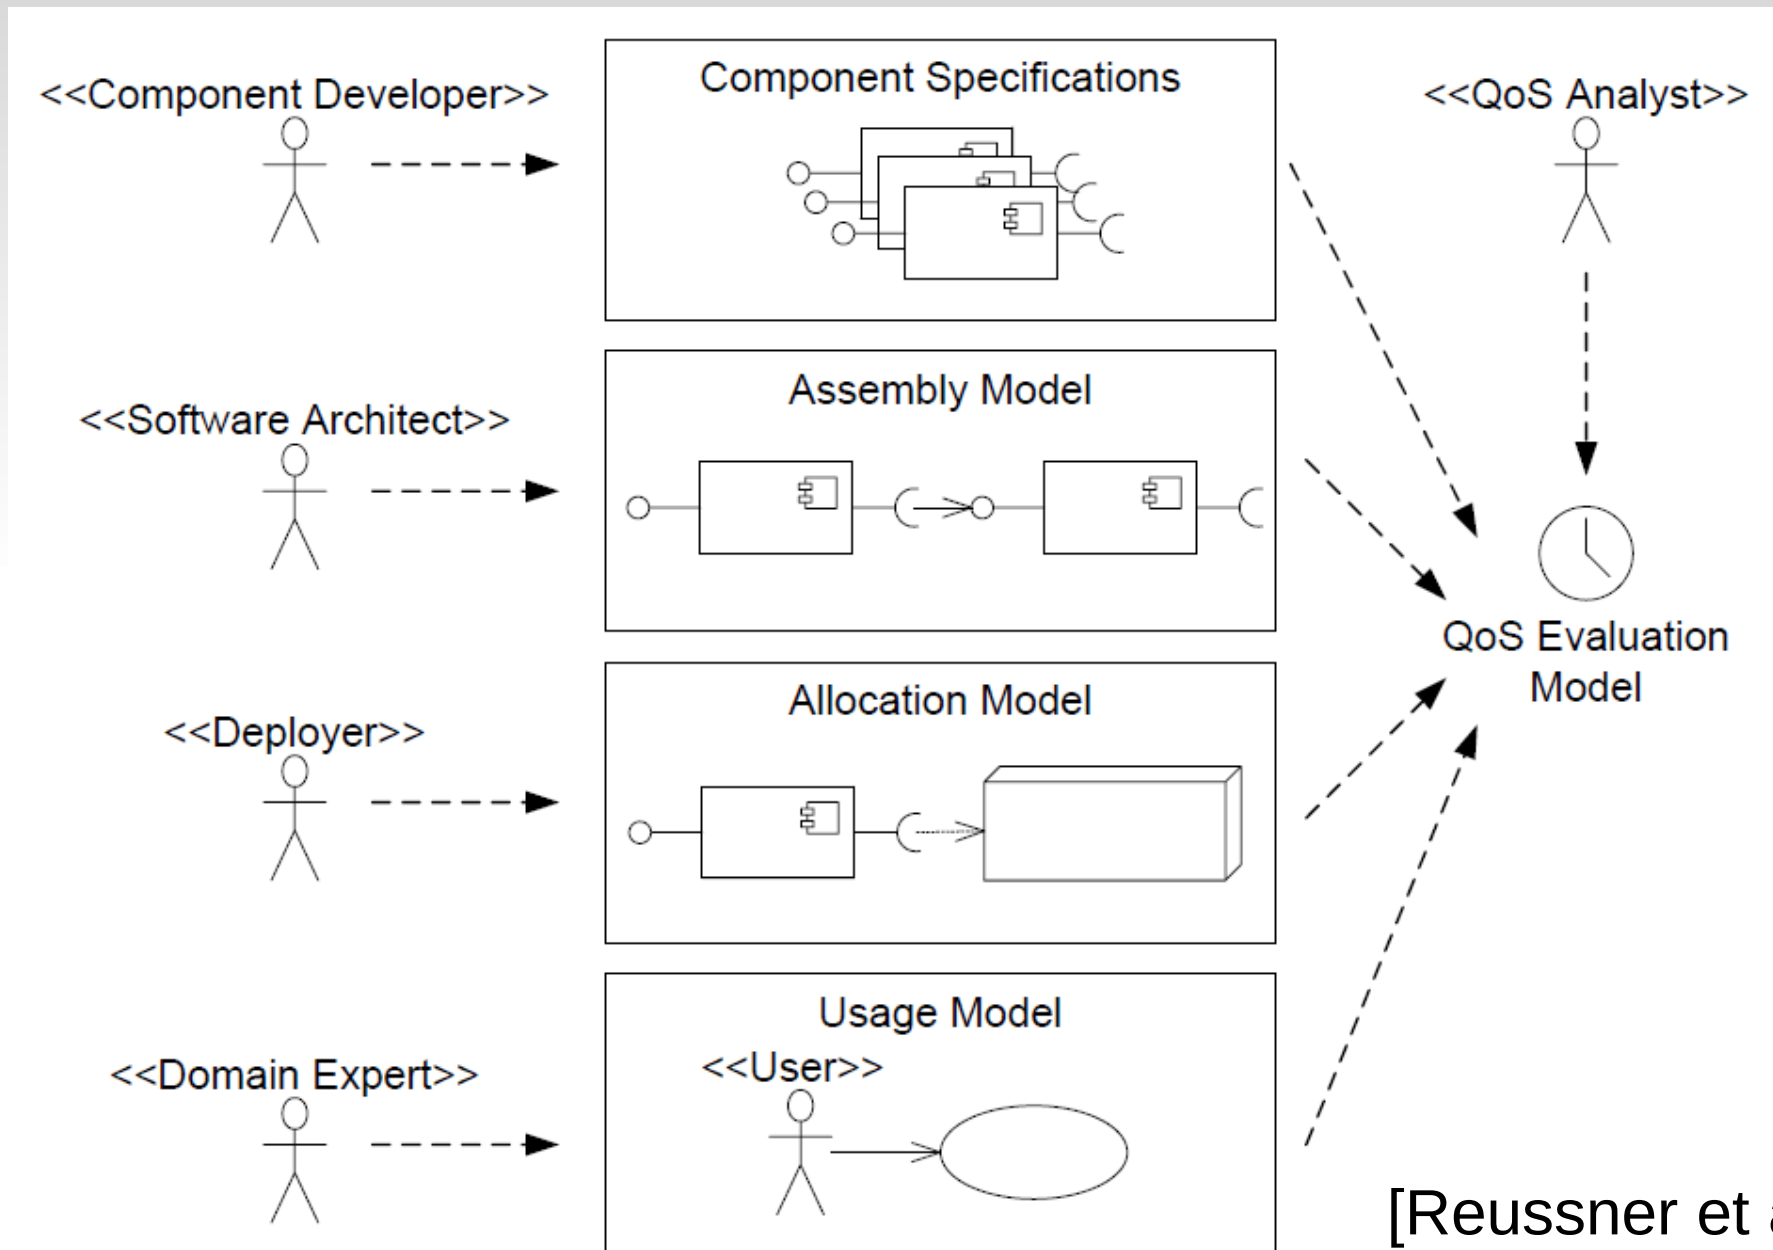 <<Component Developer>>
Component Specifications
<<QoS Analyst>>
<<Software Architect>>
Assembly Model
QoS Evaluation
Model
<<Deployer>>
Allocation Model
<<Domain Expert>>
Usage Model
<<User>>
[Reussner et